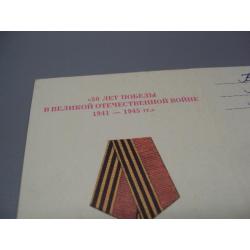 «50 ЛЕТ ПОБЕДЫ
В ВЕЛИКОЙ ОТЕЧЕСТВЕННОЙ ВОЙНЕ
1941 — 1945 гг.»